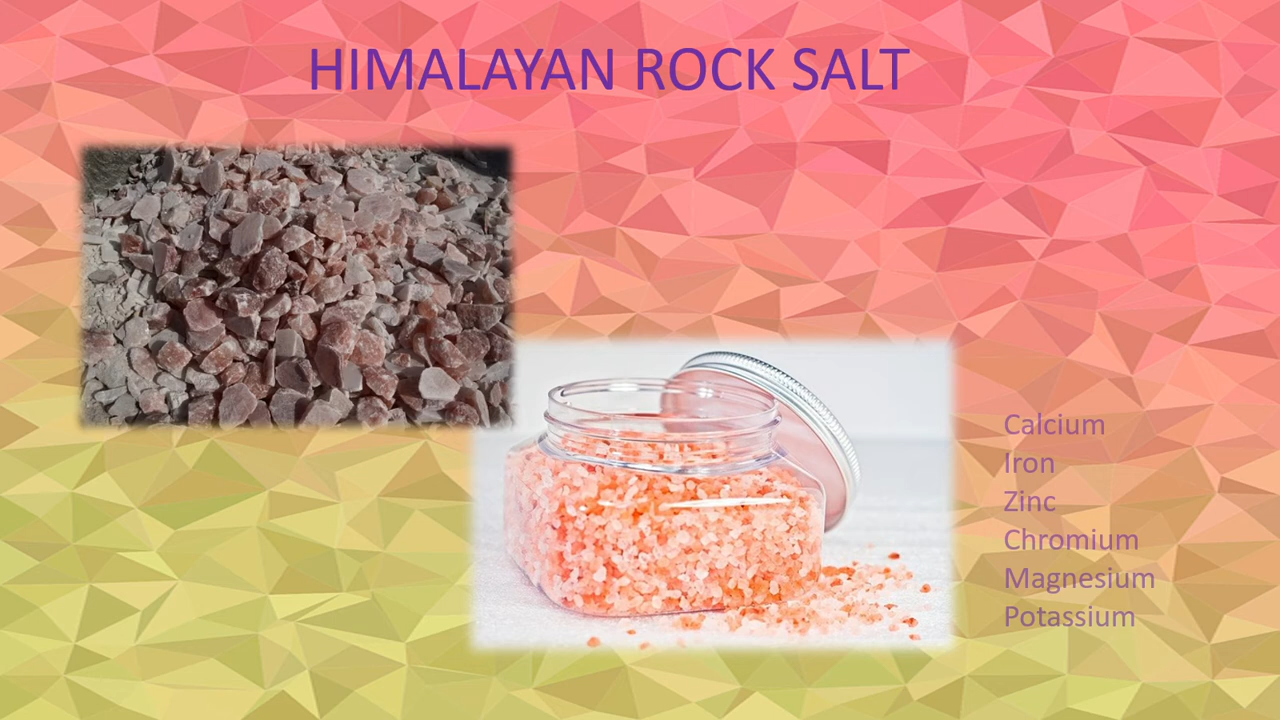 HIMALAYAN ROCK SALT
Calcium
Iron
Zinc
Chromium
Magnesium
Potassium